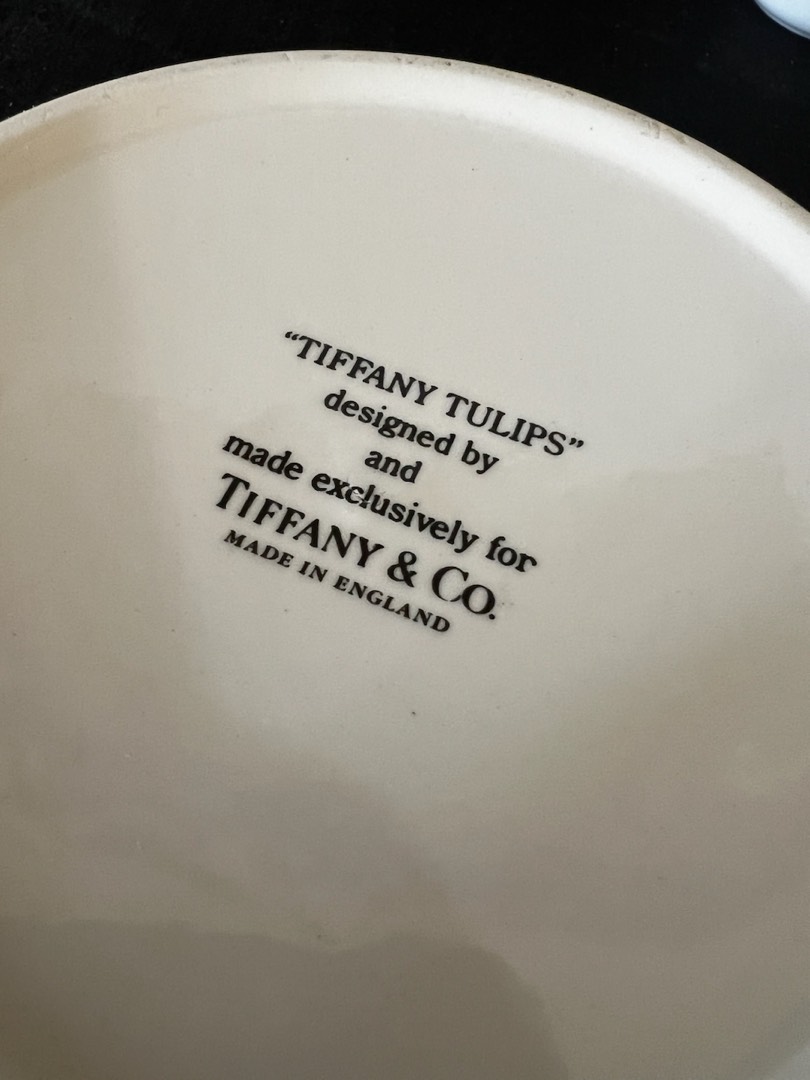 “TIFFANY TULIPS”
designed by
and
made exclusively for
TIFFANY & CO.
MADE IN ENGLAND